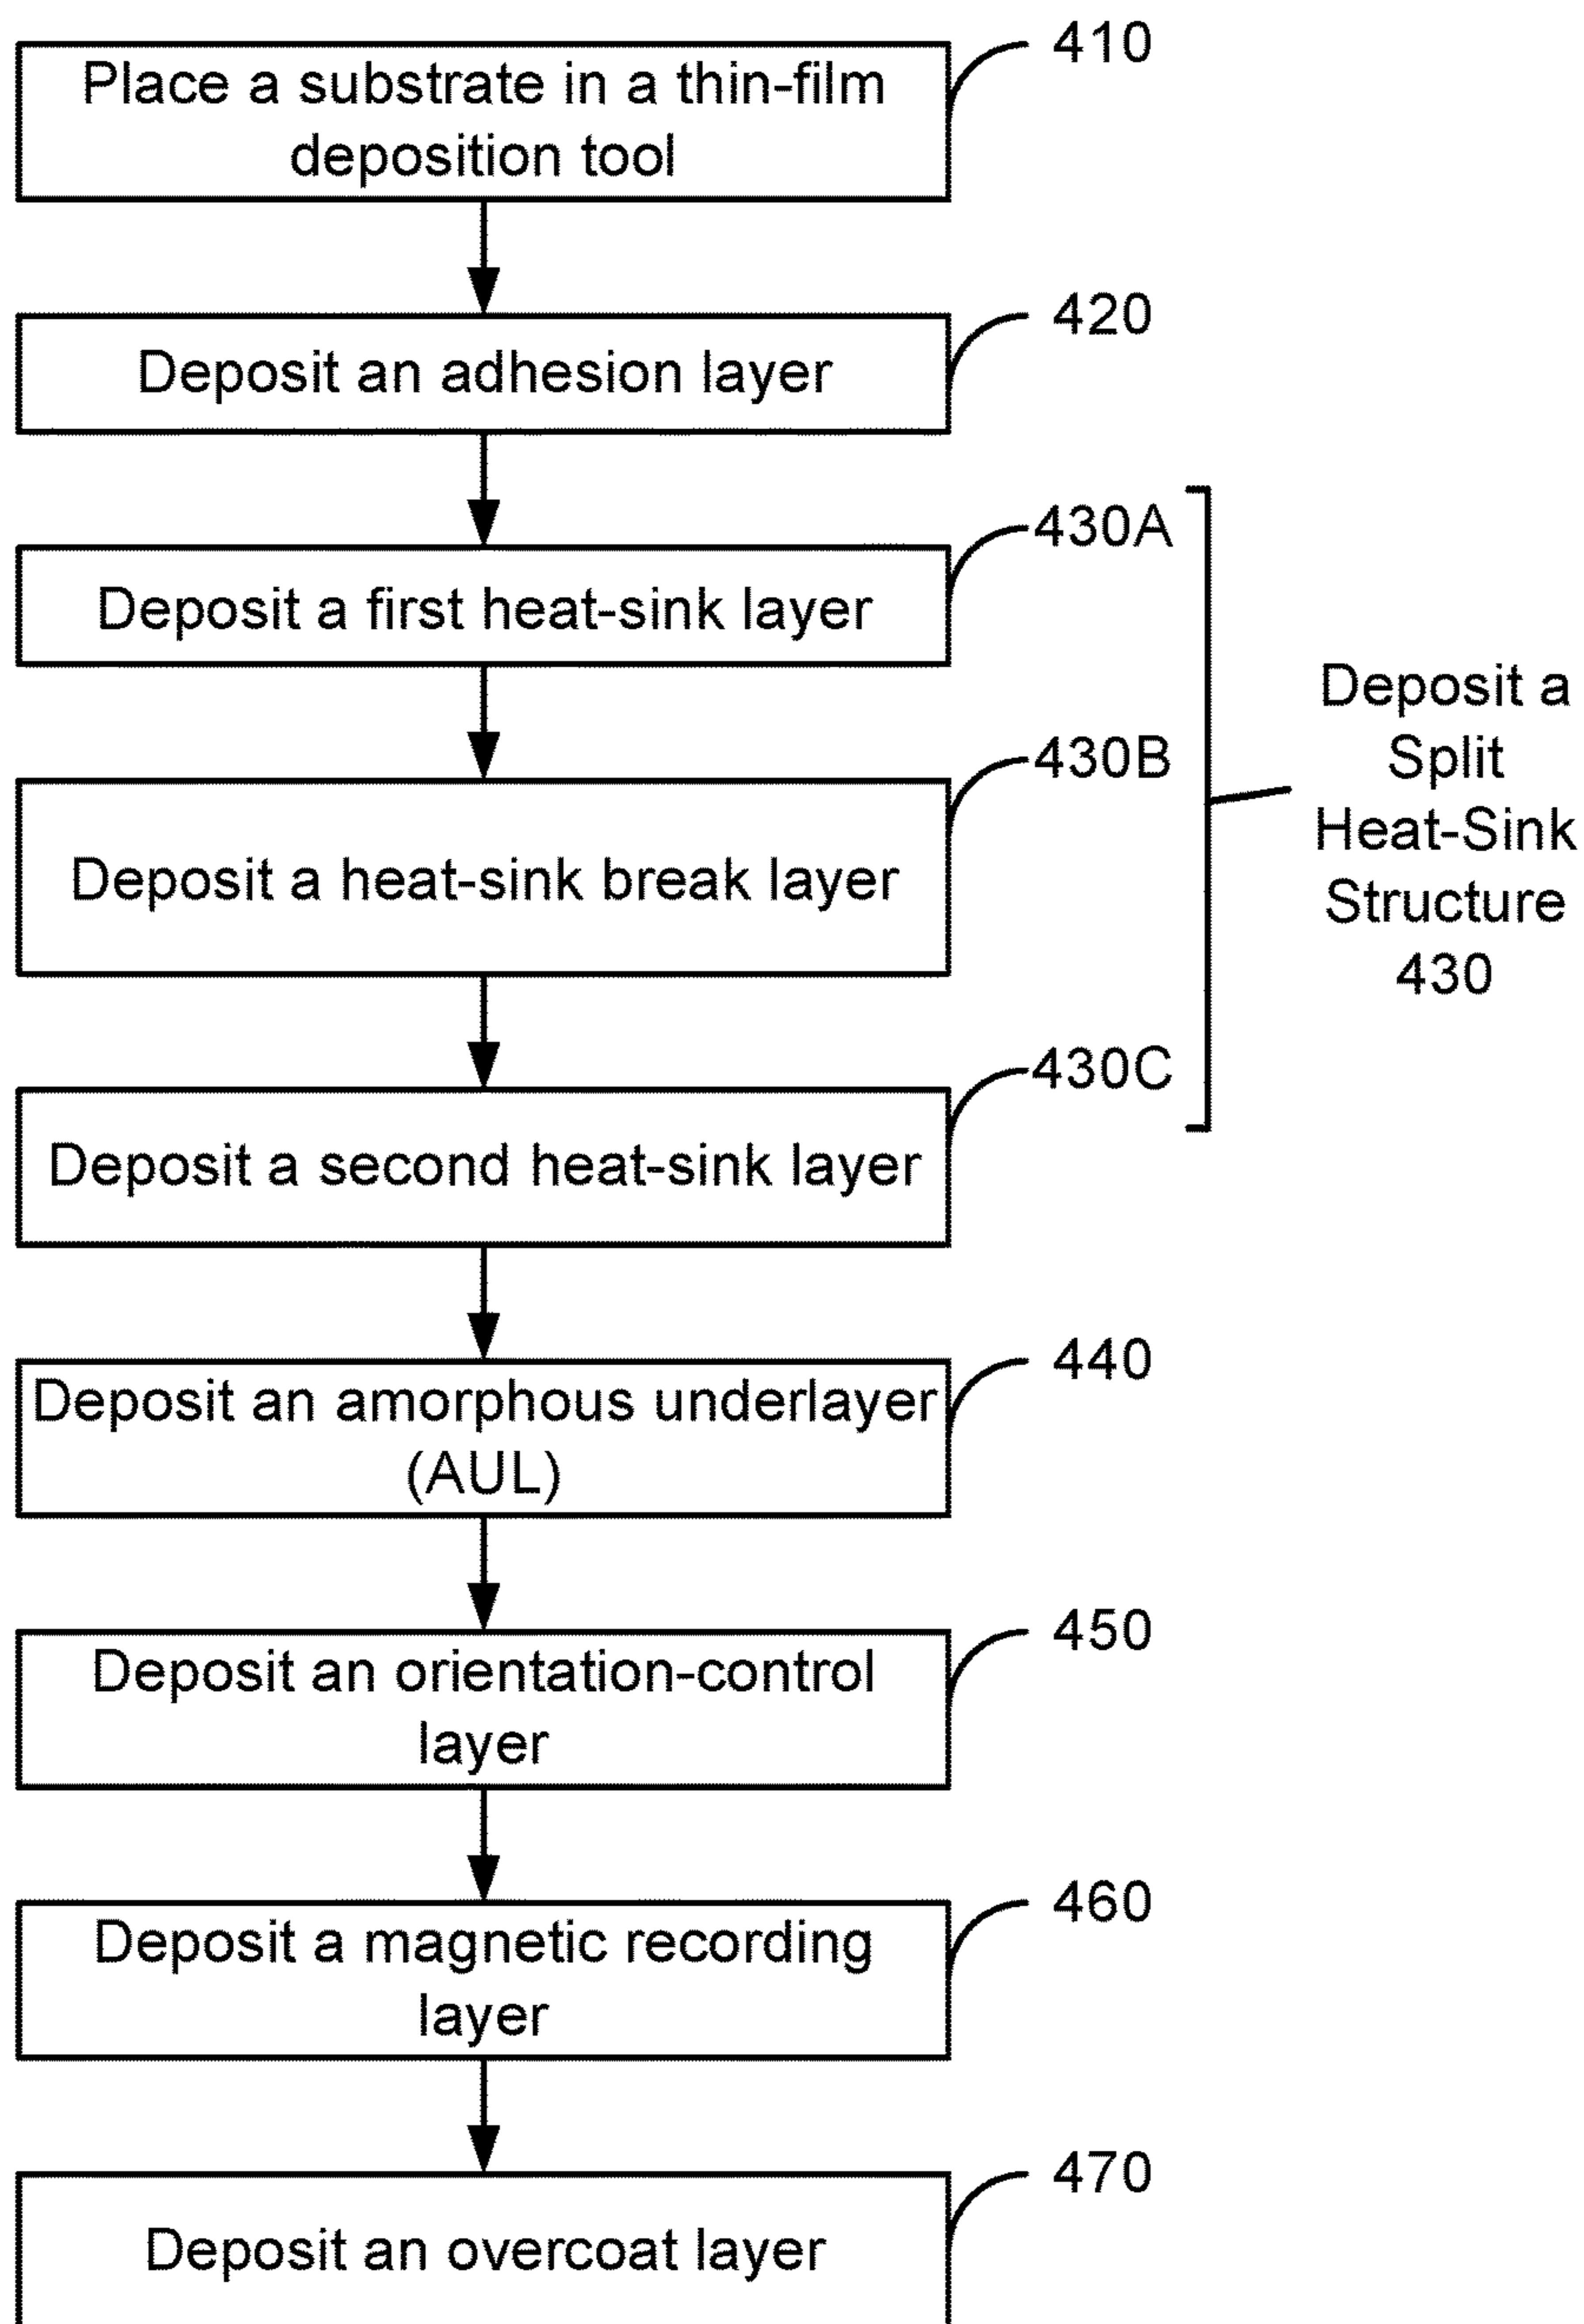 410
Place a substrate in a thin-film
deposition tool
420
Deposit an adhesion layer
430A
Deposit a first heat-sink layer
430B
Deposit a heat-sink break layer
430C
Deposit a second heat-sink layer
Deposit a
Split
Heat-Sink
Structure
430
440
Deposit an amorphous underlayer
(AUL)
450
Deposit an orientation-control
layer
460
Deposit a magnetic recording
layer
470
Deposit an overcoat layer